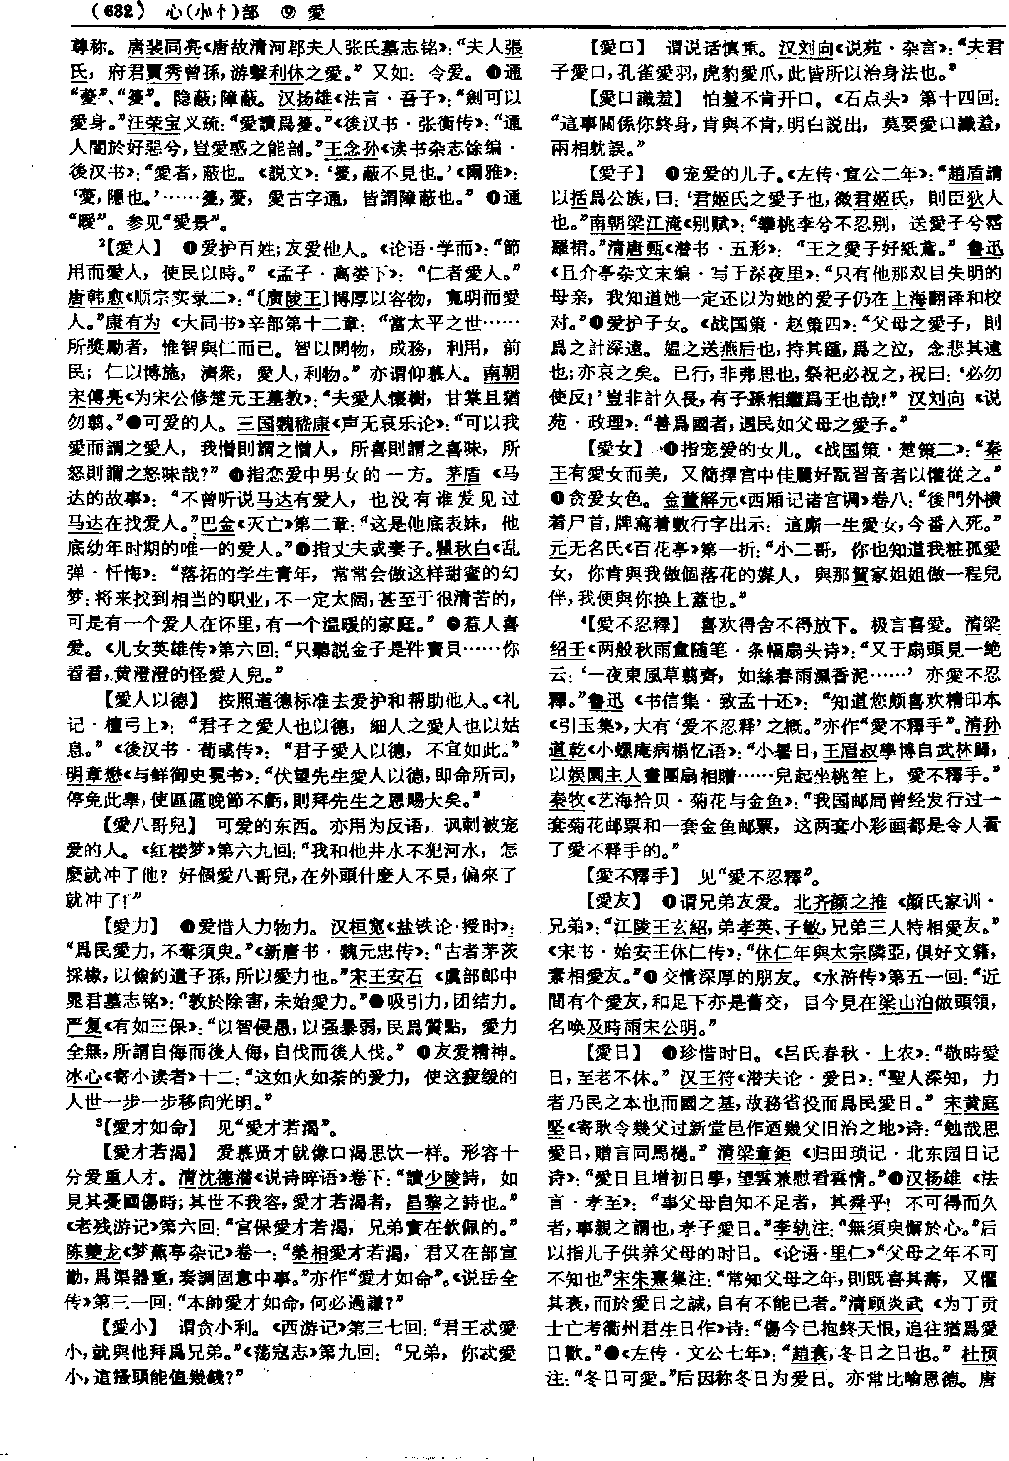 (632) 心(小忄)部 ⑨ 愛
尊称。唐裴同亮《唐故清河郡夫人张氏墓志铭》：“夫人張
氏，府君賈秀曾孫，游擊利休之愛。”又如：令爱。通
“薆”、“僾”。隐蔽；障蔽。汉扬雄《法言·吾子》：“劍可以
愛身。”汪荣宝义疏：“愛讀爲僾。”《後汉书·张衡传》：“通
人闇於好惡兮，豈愛惑之能剖。”王念孙《读书杂志馀编·
後汉书》：“愛者，蔽也。《説文》：‘僾，蔽不見也。’《爾雅》：
‘薆，隱也。’……僾，薆，愛古字通，皆謂障蔽也。”通
“曖”。参见“愛景”。
²【愛人】 ❶爱护百姓；友爱他人。《论语·学而》：“節
用而愛人，使民以時。”《孟子·离娄下》：“仁者愛人。”
唐韩愈《顺宗实录二》：“〔廣陵王〕博厚以容物，寬明而愛
人。”康有为《大同书》辛部第十二章：“當太平之世……
所獎勵者，惟智與仁而已。智以開物，成務，利用，前
民；仁以博施，濟衆，愛人，利物。”亦谓仰慕人。南朝
宋傅亮《为宋公修楚元王墓教》：“夫愛人懷樹，甘棠且猶
勿翦。”❷可爱的人。三国魏嵇康《声无哀乐论》：“可以我
愛而謂之愛人，我憎則謂之憎人，所喜則謂之喜味，所
怒則謂之怒味哉？”❸指恋爱中男女的一方。茅盾《马
达的故事》：“不曾听说马达有爱人，也没有谁发见过
马达在找爱人。”巴金《灭亡》第二章：“这是他底表妹，他
底幼年时期的唯一的爱人。”❹指丈夫或妻子。瞿秋白《乱
弹·忏悔》：“落拓的学生青年，常常会做这样甜蜜的幻
梦：将来找到相当的职业，不一定太阔，甚至于很清苦的，
可是有一个爱人在怀里，有一个温暖的家庭。”❺惹人喜
爱。《儿女英雄传》第六回：“只聽説金子是件寶貝……你
看看，黄澄澄的怪愛人兒。”
【愛人以德】 按照道德标准去爱护和帮助他人。《礼
记·檀弓上》：“君子之愛人也以德，細人之愛人也以姑
息。”《後汉书·荀彧传》：“君子愛人以德，不宜如此。”
明章懋《与鲜御史冕书》：“伏望先生愛人以德，即命所司，
停免此舉，使區區晚節不虧，則拜先生之恩賜大矣。”
【愛八哥兒】 可爱的东西。亦用为反语，讽刺被宠
爱的人。《红楼梦》第六九回：“我和他井水不犯河水，怎
麽就冲了他？好個愛八哥兒，在外頭什麽人不見，偏來了
就冲了！”
【愛力】 ❶爱惜人力物力。汉桓宽《盐铁论·授时》：
“爲民愛力，不奪須臾。”《新唐书·魏元忠传》：“古者茅茨
採椽，以儉約遺子孫，所以愛力也。”宋王安石《虞部郎中
晁君墓志铭》：“教於除害，未始愛力。”❷吸引力，团结力。
严复《有如三保》：“以智侵愚，以强暴弱，民爲質點，愛力
全無，所謂自侮而後人侮，自伐而後人伐。”❸友爱精神。
冰心《寄小读者》十二：“这如火如荼的爱力，使这疲缓的
人世一步一步移向光明。”
³【愛才如命】 见“愛才若渴”。
【愛才若渴】 爱慕贤才就像口渴思饮一样。形容十
分爱重人才。清沈德潜《说诗晬语》卷下：“讀少陵詩，如
見其憂國傷時；其世不我容，愛才若渴者，昌黎之詩也。”
《老残游记》第六回：“宫保愛才若渴，兄弟實在欽佩的。”
陈夔龙《梦蕉亭杂记》卷一：“榮相愛才若渴，君又在部宣
勤，爲渠器重，奏調固意中事。”亦作“愛才如命”。《说岳全
传》第三一回：“本帥愛才如命，何必過謙？”
【愛小】 谓贪小利。《西游记》第三七回：“君王忒愛
小，就與他拜爲兄弟。”《荡寇志》第九回：“兄弟，你忒愛
小，這搔頭能值幾錢？”
【愛口】 谓说话慎重。汉刘向《说苑·杂言》：“夫君
子愛口，孔雀愛羽，虎豹愛爪，此皆所以治身法也。”
【愛口識羞】 怕羞不肯开口。《石点头》第十四回：
“這事關係你終身，肯與不肯，明白説出，莫要愛口識羞，
兩相躭誤。”
【愛子】 ❶宠爱的儿子。《左传·宣公二年》：“趙盾請
以括爲公族，曰：‘君姬氏之愛子也，微君姬氏，則臣狄人
也。”南朝梁江淹《别赋》：“攀桃李兮不忍别，送愛子兮霑
羅裙。”清唐甄《潜书·五形》：“王之愛子好紙鳶。”鲁迅
《且介亭杂文末编·写于深夜里》：“只有他那双目失明的
母亲，我知道她一定还以为她的爱子仍在上海翻译和校
对。”❷爱护子女。《战国策·赵策四》：“父母之愛子，則
爲之計深遠。媪之送燕后也，持其踵，爲之泣，念悲其遠
也；亦哀之矣。已行，非弗思也，祭祀必祝之，祝曰：‘必勿
使反！’豈非計久長，有子孫相繼爲王也哉！”汉刘向《说
苑·政理》：“善爲國者，遇民如父母之愛子。”
【愛女】 ❶指宠爱的女儿。《战国策·楚策二》：“秦
王有愛女而美，又簡擇宫中佳麗好翫習音者以懽從之。”
❷贪爱女色。金董解元《西厢记诸宫调》卷八：“後門外横
着尸首，牌寫着數行字出示：這廝一生愛女，今番入死。”
元无名氏《百花亭》第一折：“小二哥，你也知道我粧孤愛
女，你肯與我做個落花的媒人，與那賀家姐姐做一程兒
伴，我便與你换上蓋也。”
⁴【愛不忍釋】 喜欢得舍不得放下。极言喜爱。清梁
绍王《两般秋雨盦随笔·条幅扇头诗》：“又于扇頭見一絶
云：‘一夜東風草翦齊，如絲春雨濕香泥……’亦愛不忍
釋。”鲁迅《书信集·致孟十还》：“知道您颇喜欢精印本
《引玉集》，大有‘爱不忍释’之概。”亦作“愛不釋手”。清孙
道乾《小螺庵病榻忆语》：“小暑日，王眉叔學博自武林歸，
以娱園主人畫團扇相贈……兒起坐桃笙上，愛不釋手。”
秦牧《艺海拾贝·菊花与金鱼》：“我国邮局曾经发行过一
套菊花邮票和一套金鱼邮票，这两套小彩画都是令人看
了爱不释手的。”
【愛不釋手】 见“愛不忍釋”。
【愛友】 ❶谓兄弟友爱。北齐颜之推《颜氏家训·
兄弟》：“江陵王玄紹，弟孝英、子敏，兄弟三人特相愛友。”
《宋书·始安王休仁传》：“休仁年與太宗隣亞，俱好文籍，
素相愛友。”❷交情深厚的朋友。《水浒传》第五一回：“近
間有个愛友，和足下亦是舊交，目今見在梁山泊做頭領，
名唤及時雨宋公明。”
【愛日】 ❶珍惜时日。《吕氏春秋·上农》：“敬時愛
日，至老不休。”汉王符《潜夫论·爱日》：“聖人深知，力
者乃民之本也而國之基，故務省役而爲民愛日。”宋黄庭
坚《寄耿令幾父过新堂邑作迺幾父旧治之地》诗：“勉哉思
愛日，贈言同馬檛。”清梁章鉅《归田琐记·北东园日记
诗》：“愛日且增初日學，望雲兼慰看雲情。”❷汉扬雄《法
言·孝至》：“事父母自知不足者，其舜乎！不可得而久
者，事親之謂也，孝子愛日。”李轨注：“無須臾懈於心。”后
以指儿子供养父母的时日。《论语·里仁》“父母之年不可
不知也”宋朱熹集注：“常知父母之年，則既喜其壽，又懼
其衰，而於愛日之誠，自有不能已者。”清顾炎武《为丁贡
士亡考衢州君生日作》诗：“傷今已抱終天恨，追往猶爲愛
日歡。”❸《左传·文公七年》：“趙衰，冬日之日也。”杜预
注：“冬日可愛。”后因称冬日为爱日。亦常比喻恩德。唐